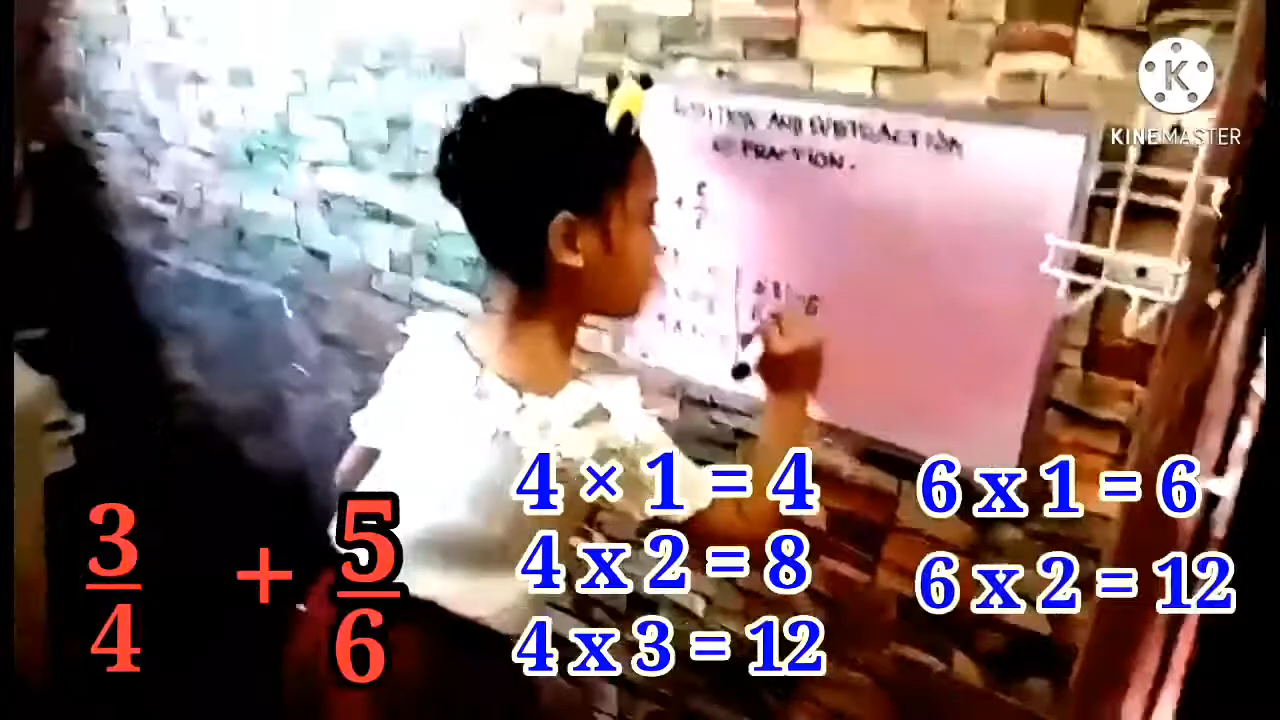 ADDITION AND SUBTRACTION
OF FRACTION.
KINEMASTER
3/4 + 5/6
4 × 1 = 4
4 x 2 = 8
4 x 3 = 12
6 x 1 = 6
6 x 2 = 12